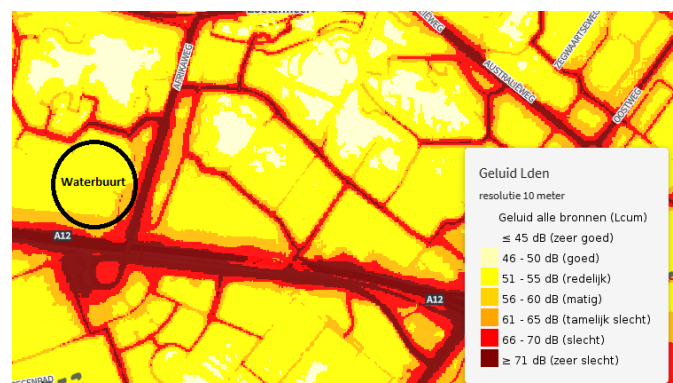 AFRIKAWEG
AUSTRALIËWEG
ZEGWAARTSEWEG
OOSTWEG
Waterbuurt
A12
A12
Geluid Lden
resolutie 10 meter
Geluid alle bronnen (Lcum)
≤ 45 dB (zeer goed)
46 - 50 dB (goed)
51 - 55 dB (redelijk)
56 - 60 dB (matig)
61 - 65 dB (tamelijk slecht)
66 - 70 dB (slecht)
≥ 71 dB (zeer slecht)